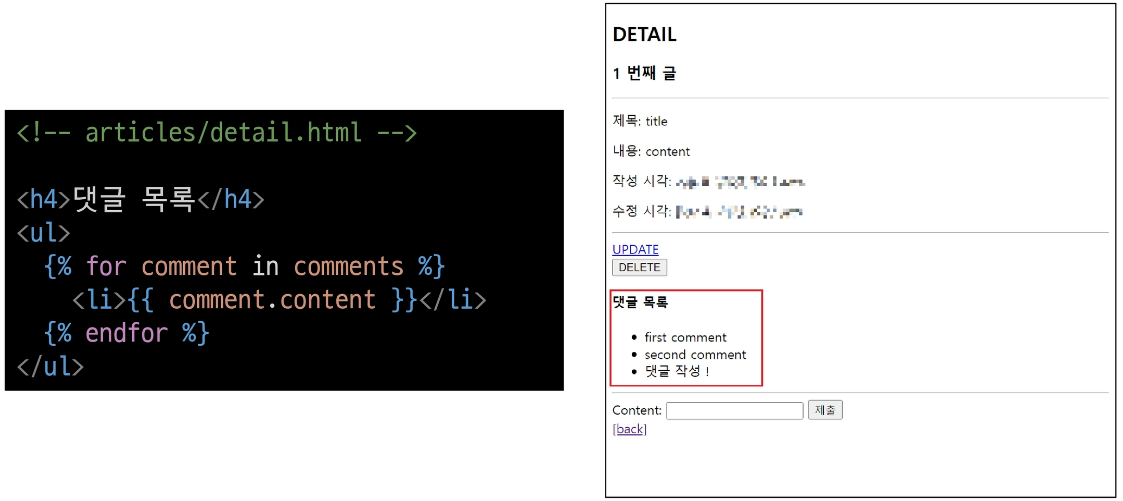 <!-- articles/detail.html -->
<h4>댓글 목록</h4>
<ul>
{% for comment in comments %}
<li>{{ comment.content }}</li>
{% endfor %}
</ul>
DETAIL
1 번째 글
제목: title
내용: content
작성 시각:
수정 시각:
UPDATE
DELETE
댓글 목록
first comment
second comment
댓글 작성 !
Content: 제출
[back]